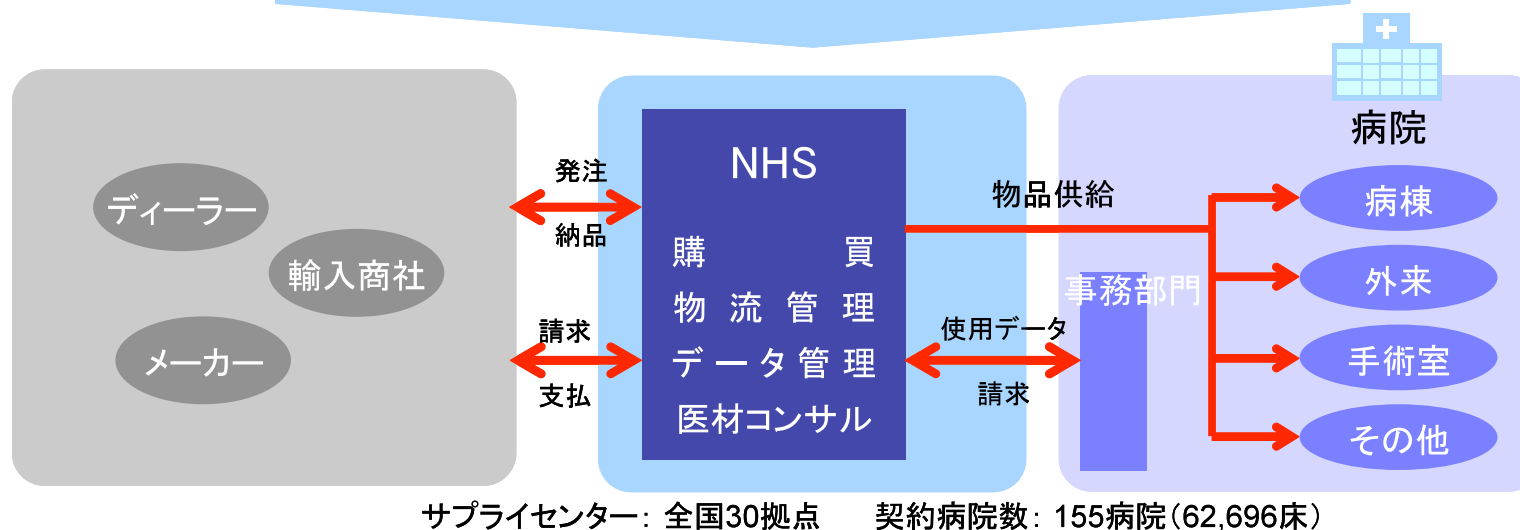 病院
ディーラー
輸入商社
メーカー
発注
納品
請求
支払
NHS
購買
物流管理
データ管理
医材コンサル
物品供給
使用データ
請求
事務部門
病棟
外来
手術室
その他
サプライセンター： 全国30拠点　　契約病院数： 155病院（62,696床）